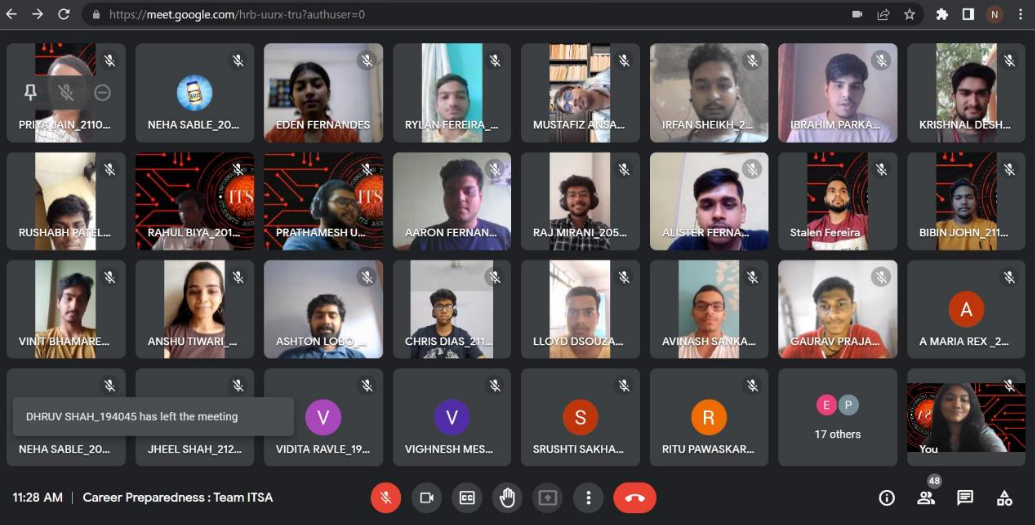 https://meet.google.com/hrb-uurx-tru?authuser=0
N
PRIYA JAIN_2110...
NEHA SABLE_20...
EDEN FERNANDES
RYLAN FEREIRA_...
MUSTAFIZ ANSA...
IRFAN SHEIKH_2...
IBRAHIM PARKA...
KRISHNAL DESH...
ITS
ITS
RUSHABH PATEL...
RAHUL BIYA_201...
PRATHAMESH U...
AARON FERNAN...
RAJ MIRANI_205...
ALISTER FERNA...
Stalen Fereira
BIBIN JOHN_211...
A
VINIT BHAMARE...
ANSHU TIWARI_...
ASHTON LOBO_...
CHRIS DIAS_211...
LLOYD DSOUZA...
AVINASH SANKA...
GAURAV PRAJA...
A MARIA REX _2...
DHRUV SHAH_194045 has left the meeting
V
V
S
R
E P
17 others
NEHA SABLE_20...
JHEEL SHAH_212...
VIDITA RAVLE_19...
VIGHNESH MES...
SRUSHTI SAKHA...
RITU PAWASKAR...
You
11:28 AM | Career Preparedness : Team ITSA
CC
48